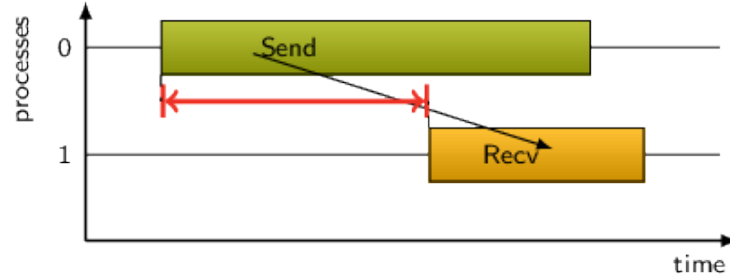 processes
0
Send
1
Recv
time